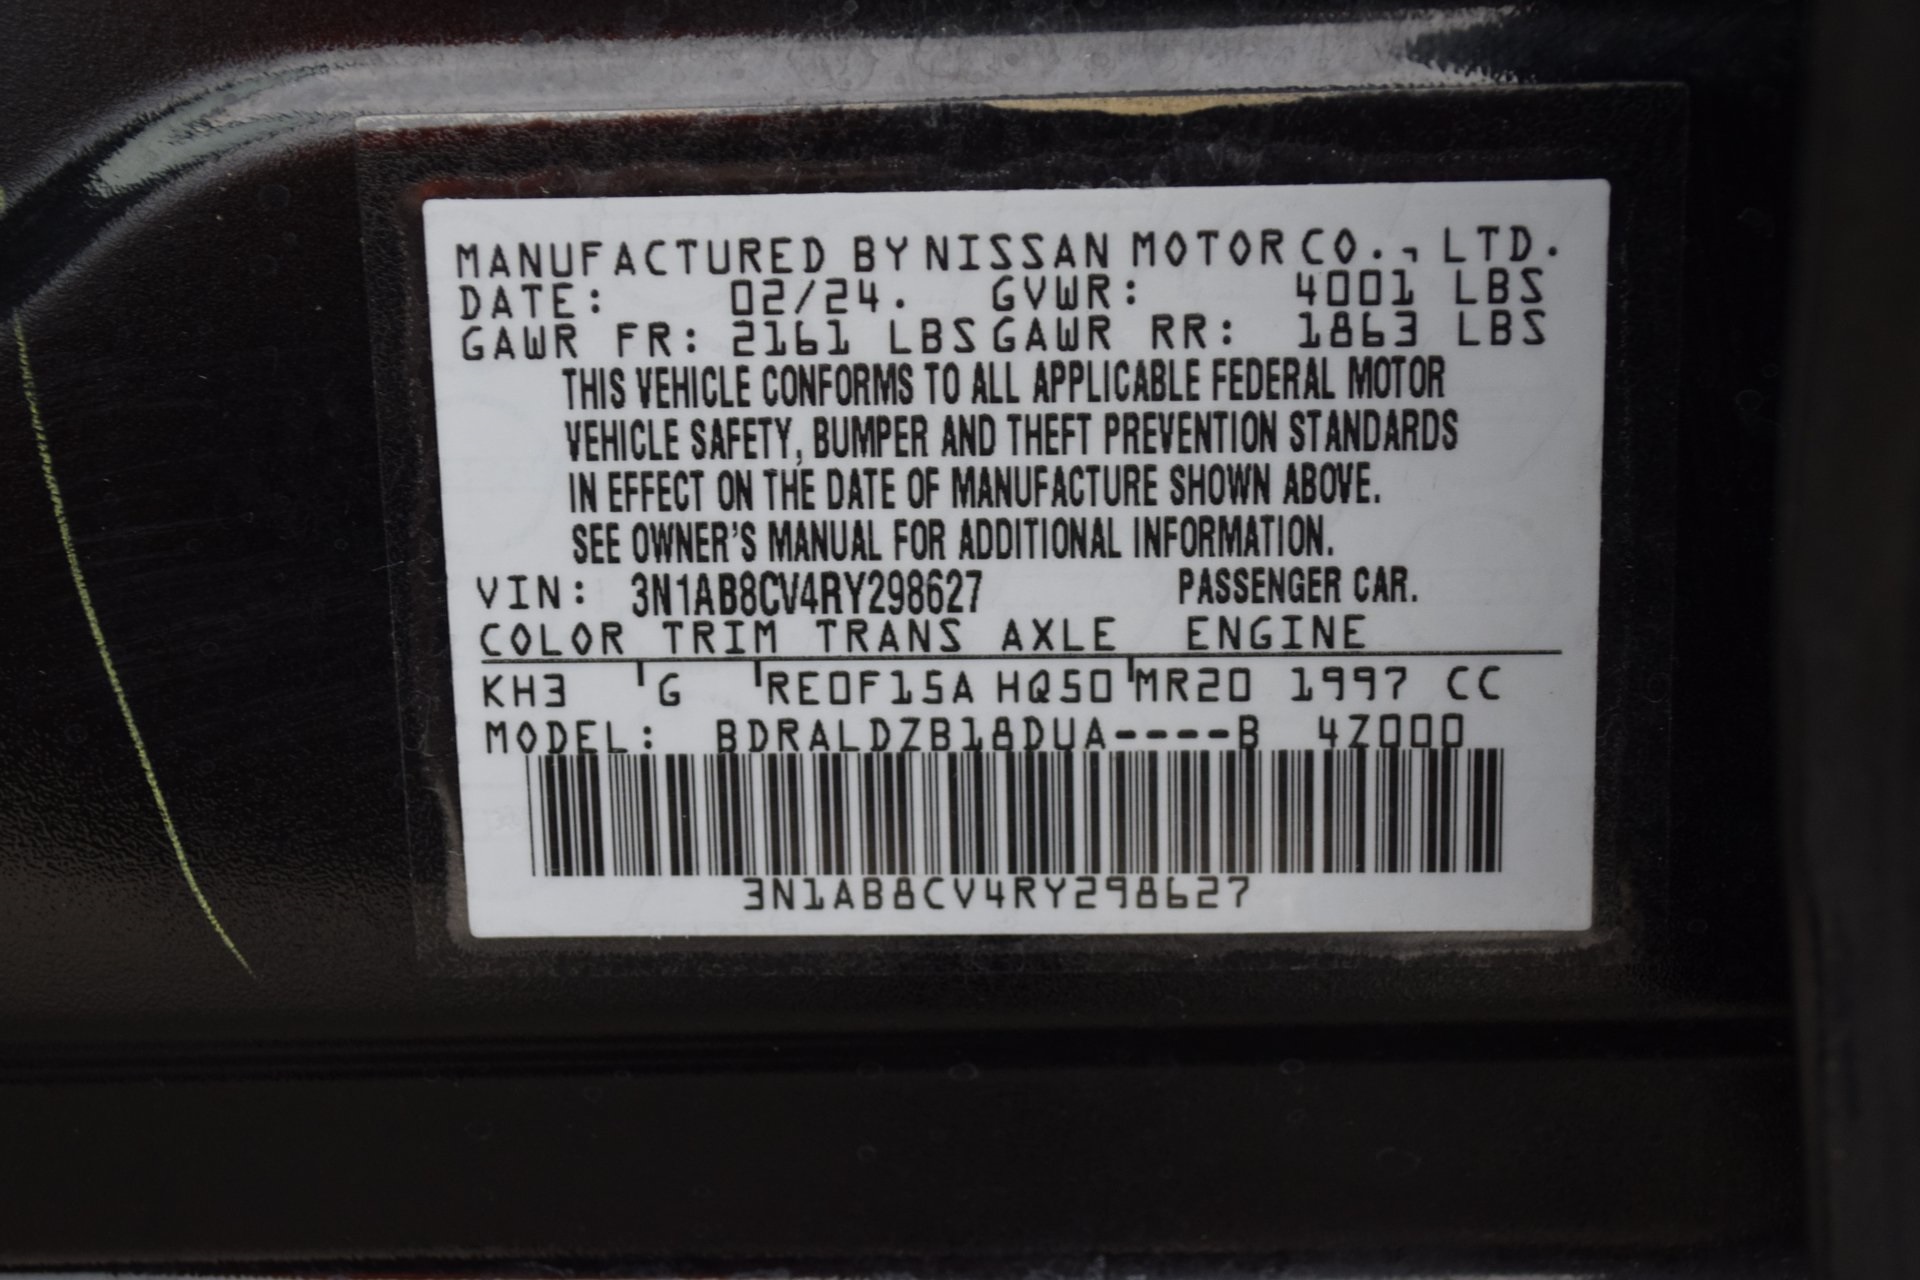 MANUFACTURED BY NISSAN MOTOR CO., LTD.
DATE: 02/24. GVWR: 4001 LBS
GAWR FR: 2161 LBS GAWR RR: 1863 LBS
THIS VEHICLE CONFORMS TO ALL APPLICABLE FEDERAL MOTOR
VEHICLE SAFETY, BUMPER AND THEFT PREVENTION STANDARDS
IN EFFECT ON THE DATE OF MANUFACTURE SHOWN ABOVE.
SEE OWNER'S MANUAL FOR ADDITIONAL INFORMATION.
VIN: 3N1AB8CV4RY298627 PASSENGER CAR.
COLOR TRIM TRANS AXLE ENGINE
KH3 G RE0F15A HQ50 MR20 1997 CC
MODEL: BDRALDZB18DUA----B 4Z000
3N1AB8CV4RY298627